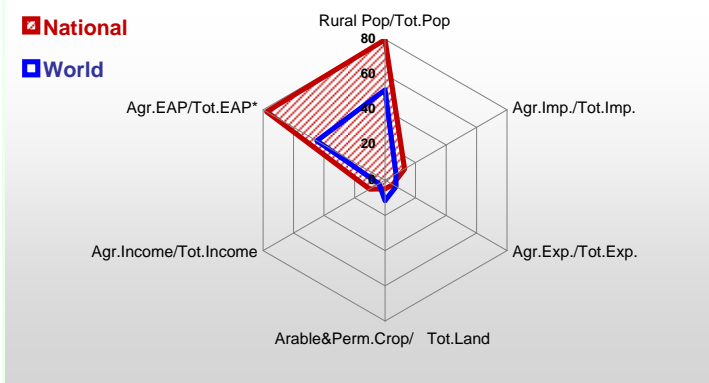 National
World
Rural Pop/Tot.Pop
80
60
40
20
0
Agr.EAP/Tot.EAP*
Agr.Imp./Tot.Imp.
Agr.Income/Tot.Income
Agr.Exp./Tot.Exp.
Arable&Perm.Crop/ Tot.Land